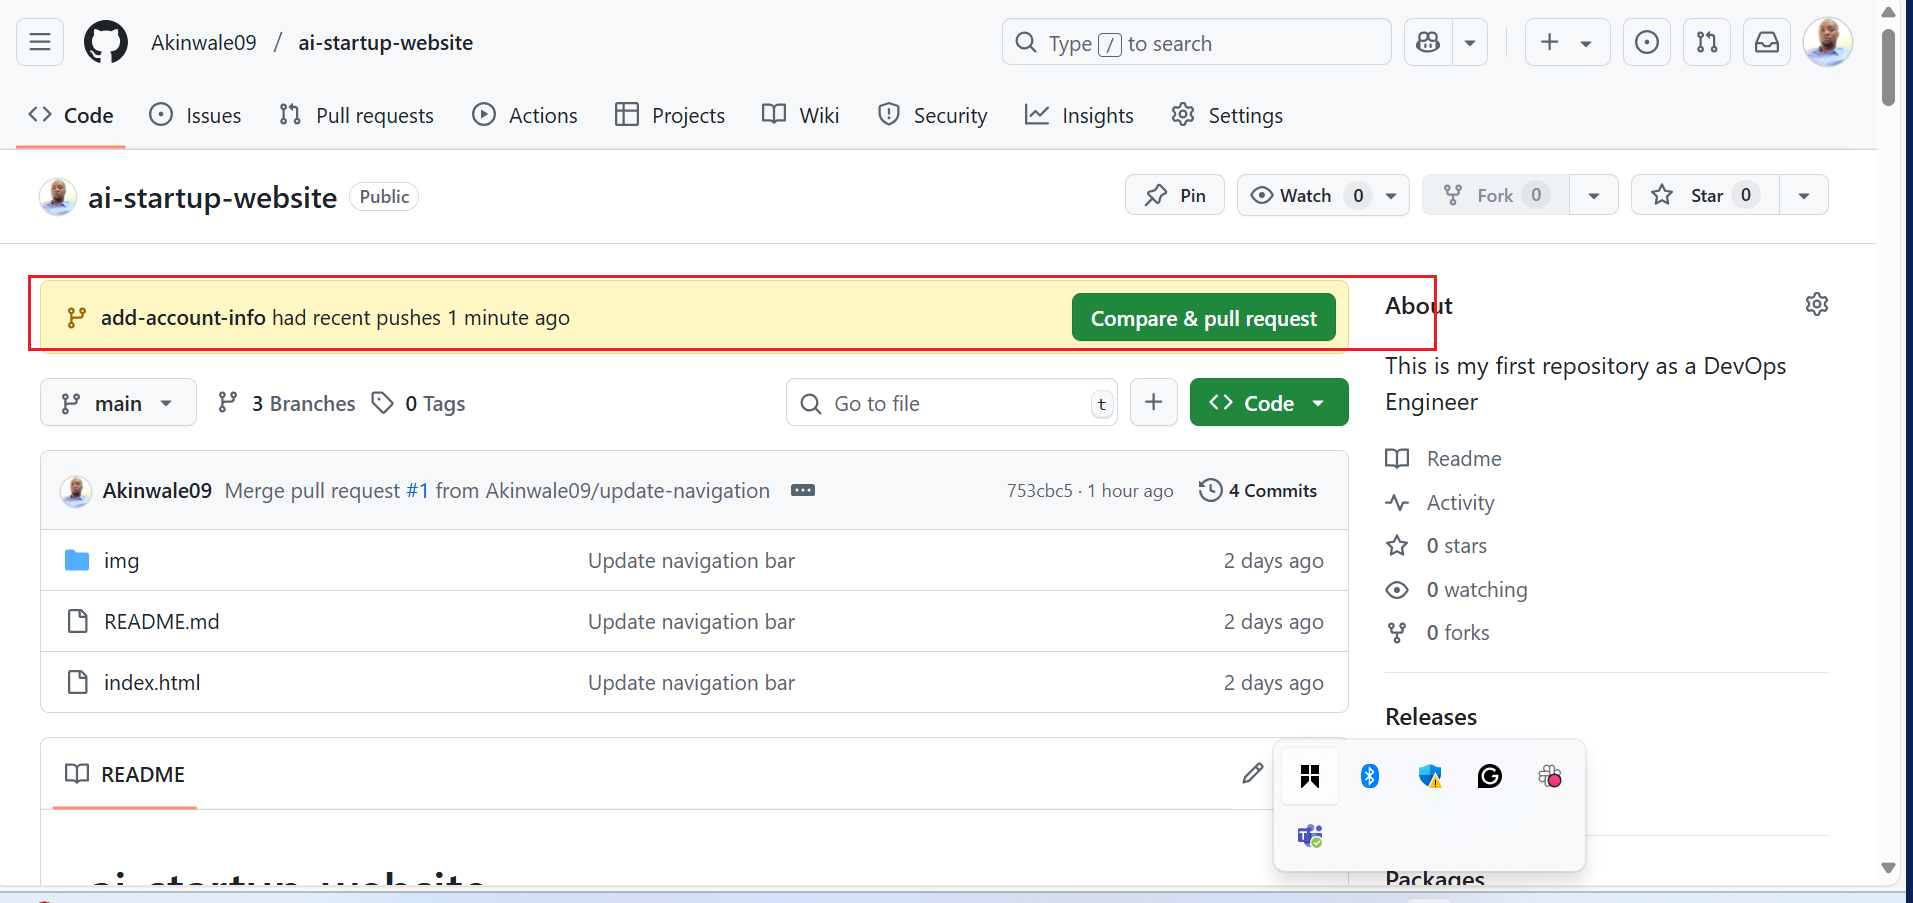 Akinwale09 / ai-startup-website
Type / to search
Code Issues Pull requests Actions Projects Wiki Security Insights Settings
ai-startup-website Public
Pin Watch 0 Fork 0 Star 0
add-account-info had recent pushes 1 minute ago
Compare & pull request
main 3 Branches 0 Tags
Go to file t
Code
Akinwale09 Merge pull request #1 from Akinwale09/update-navigation 753cbc5 · 1 hour ago 4 Commits
img Update navigation bar 2 days ago
README.md Update navigation bar 2 days ago
index.html Update navigation bar 2 days ago
README
ai-startup-website
About
This is my first repository as a DevOps
Engineer
Readme
Activity
0 stars
0 watching
0 forks
Releases
Packages